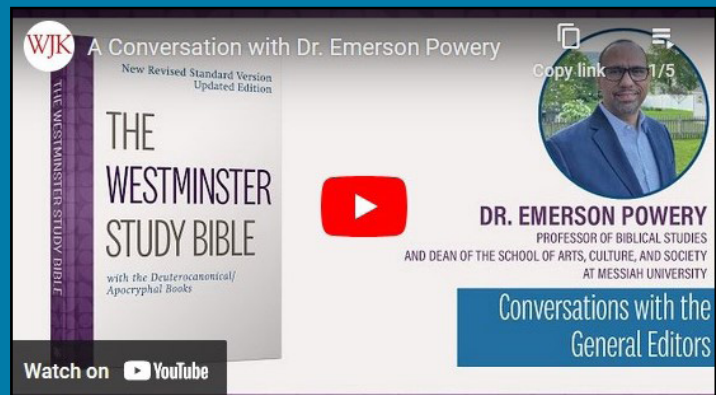 WJK
A Conversation with Dr. Emerson Powery
Copy link
1/5
New Revised Standard Version
Updated Edition
THE WESTMINSTER STUDY BIBLE
THE
WESTMINSTER
STUDY BIBLE
with the Deuterocanonical/
Apocryphal Books
DR. EMERSON POWERY
PROFESSOR OF BIBLICAL STUDIES
AND DEAN OF THE SCHOOL OF ARTS, CULTURE, AND SOCIETY
AT MESSIAH UNIVERSITY
Conversations with the
General Editors
Watch on YouTube